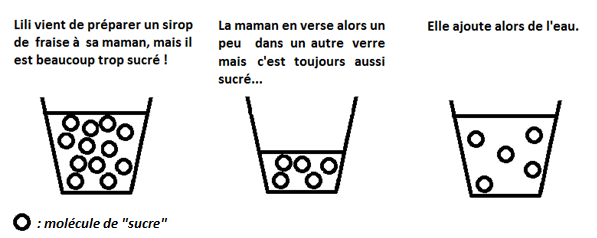 Lili vient de préparer un sirop
de fraise à sa maman, mais il
est beaucoup trop sucré !
La maman en verse alors un
peu dans un autre verre
mais c'est toujours aussi
sucré...
Elle ajoute alors de l'eau.
: molécule de "sucre"